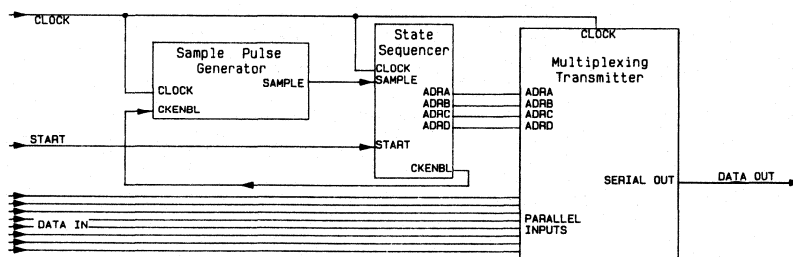 CLOCK
Sample Pulse
Generator
SAMPLE
CLOCK
CKENBL
State
Sequencer
CLOCK
SAMPLE
ADRA
ADRB
ADRC
ADRD
START
CKENBL
CLOCK
Multiplexing
Transmitter
ADRA
ADRB
ADRC
ADRD
SERIAL OUT
PARALLEL
INPUTS
START
DATA IN
DATA OUT